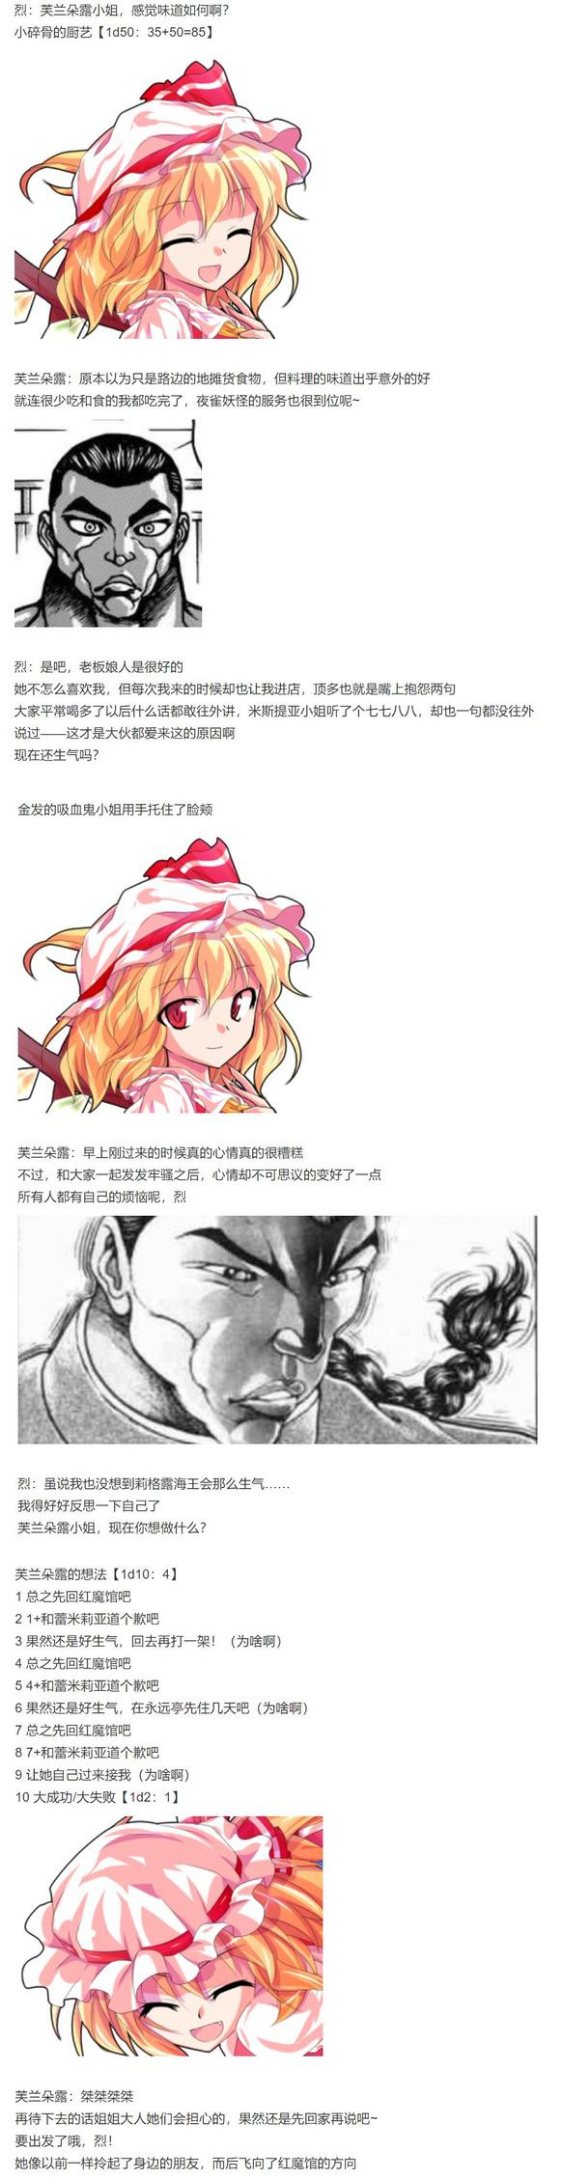 烈：芙兰朵露小姐，感觉味道如何啊？
小碎骨的厨艺【1d50：35+50=85】
芙兰朵露：原本以为只是路边的地摊货食物，但料理的味道出乎意外的好
就连很少吃和食的我都吃完了，夜雀妖怪的服务也很到位呢~
烈：是吧，老板娘人是很好的
她不怎么喜欢我，但每次我来的时候却也让我进店，顶多也就是嘴上抱怨两句
大家平常喝多了以后什么话都敢往外讲，米斯提亚小姐听了个七七八八，却也一句都没往外
说过——这才是大伙都爱来这的原因啊
现在还生气吗？
金发的吸血鬼小姐用手托住了脸颊
芙兰朵露：早上刚过来的时候真的心情真的很糟糕
不过，和大家一起发发牢骚之后，心情却不可思议的变好了一点
所有人都有自己的烦恼呢，烈
烈：虽说我也没想到莉格露海王会那么生气……
我得好好反思一下自己了
芙兰朵露小姐，现在你想做什么？
芙兰朵露的想法【1d10：4】
1 总之先回红魔馆吧
2 1+和蕾米莉亚道个歉吧
3 果然还是好生气，回去再打一架！（为啥啊）
4 总之先回红魔馆吧
5 4+和蕾米莉亚道个歉吧
6 果然还是好生气，在永远亭先住几天吧（为啥啊）
7 总之先回红魔馆吧
8 7+和蕾米莉亚道个歉吧
9 让她自己过来接我（为啥啊）
10 大成功/大失败【1d2：1】
芙兰朵露：桀桀桀桀
再待下去的话姐姐大人她们会担心的，果然还是先回家再说吧~
要出发了哦，烈！
她像以前一样拎起了身边的朋友，而后飞向了红魔馆的方向